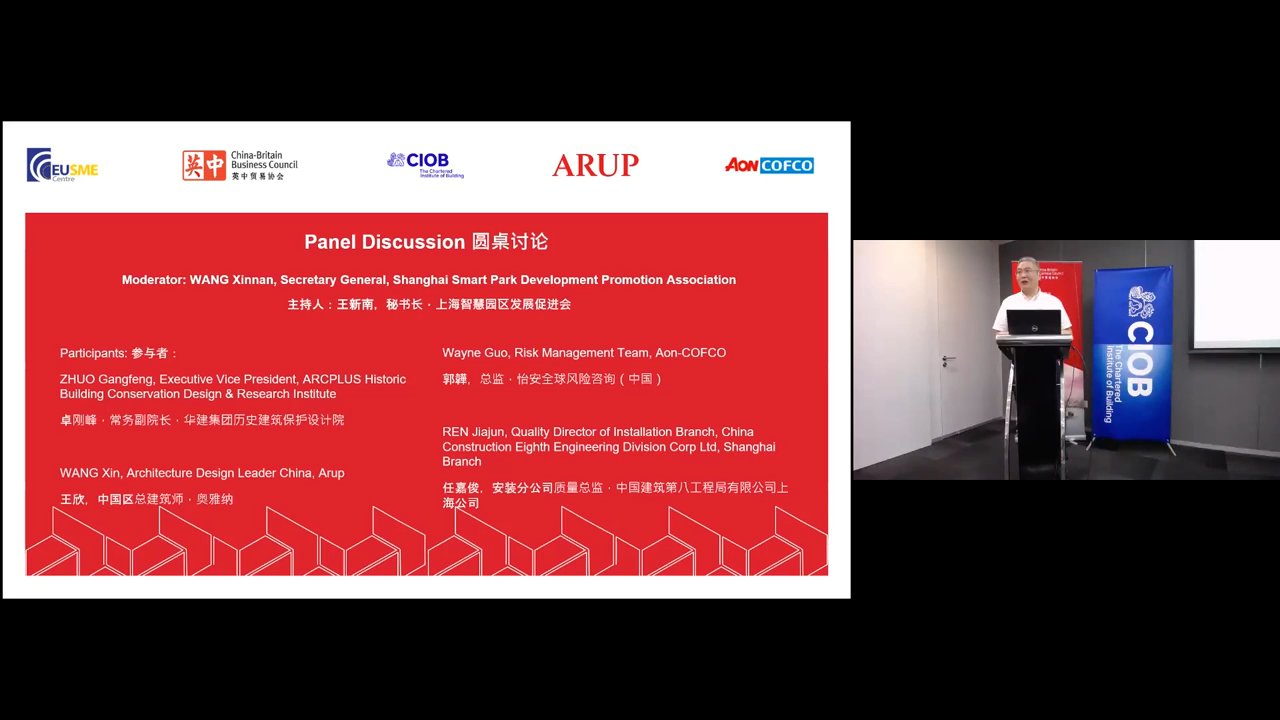 EUSME
Centre
英中
China-Britain
Business Council
英中贸易协会
CIOB
The Chartered
Institute of Building
ARUP
AON COFCO
Panel Discussion 圆桌讨论
Moderator: WANG Xinnan, Secretary General, Shanghai Smart Park Development Promotion Association
主持人：王新南，秘书长 · 上海智慧园区发展促进会
Participants: 参与者：
ZHUO Gangfeng, Executive Vice President, ARCPLUS Historic
Building Conservation Design & Research Institute
卓刚峰 · 常务副院长 · 华建集团历史建筑保护设计院
WANG Xin, Architecture Design Leader China, Arup
王欣，中国区总建筑师 · 奥雅纳
Wayne Guo, Risk Management Team, Aon-COFCO
郭韡，总监 · 怡安全球风险咨询（中国）
REN Jiajun, Quality Director of Installation Branch, China
Construction Eighth Engineering Division Corp Ltd, Shanghai
Branch
任嘉俊，安装分公司质量总监 · 中国建筑第八工程局有限公司上
海公司
CIOB
The Chartered
Institute of Building